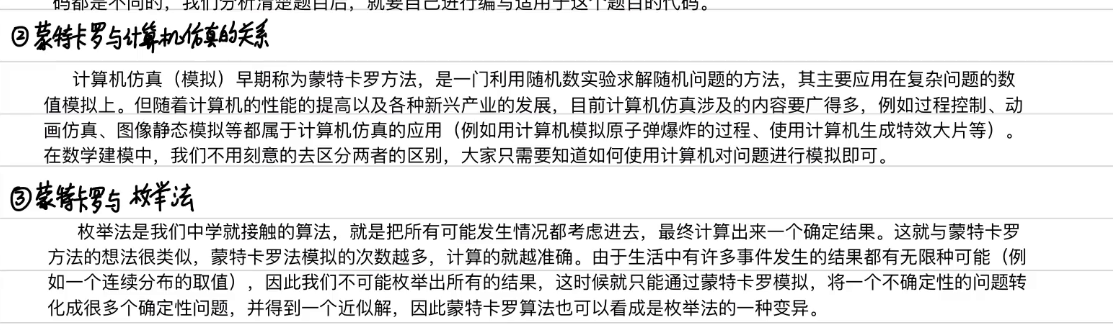 码都是不同的，我们分析清楚题目后，就要自己进行编写适用于这个题目的代码。
②蒙特卡罗与计算机仿真的关系
计算机仿真（模拟）早期称为蒙特卡罗方法，是一门利用随机数实验求解随机问题的方法，其主要应用在复杂问题的数
值模拟上。但随着计算机的性能的提高以及各种新兴产业的发展，目前计算机仿真涉及的内容要广得多，例如过程控制、动
画仿真、图像静态模拟等都属于计算机仿真的应用（例如用计算机模拟原子弹爆炸的过程、使用计算机生成特效大片等）。
在数学建模中，我们不用刻意的去区分两者的区别，大家只需要知道如何使用计算机对问题进行模拟即可。
③蒙特卡罗与 枚举法
枚举法是我们中学就接触的算法，就是把所有可能发生情况都考虑进去，最终计算出来一个确定结果。这就与蒙特卡罗
方法的想法很类似，蒙特卡罗法模拟的次数越多，计算的就越准确。由于生活中有许多事件发生的结果都有无限种可能（例
如一个连续分布的取值），因此我们不可能枚举出所有的结果，这时候就只能通过蒙特卡罗模拟，将一个不确定性的问题转
化成很多个确定性问题，并得到一个近似解，因此蒙特卡罗算法也可以看成是枚举法的一种变异。